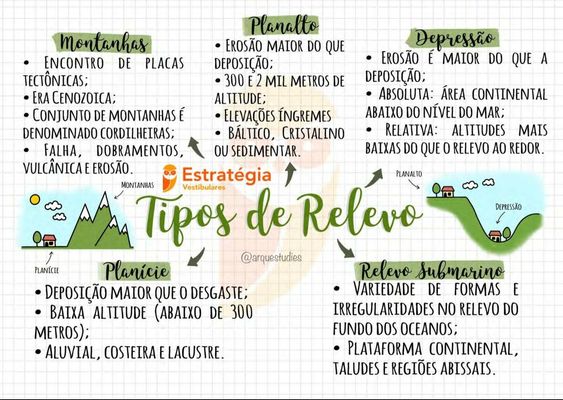 Montanhas
• Encontro de placas
tectônicas;
• Era Cenozoica;
• Conjunto de montanhas é
denominado cordilheiras;
• Falha, dobramentos,
vulcânica e erosão.
Planalto
• Erosão maior do que
deposição;
• 300 e 2 mil metros de
altitude;
• Elevações íngremes
• Báltico, Cristalino
ou sedimentar.
Depressão
• Erosão é maior do que a
deposição;
• Absoluta: área continental
abaixo do nível do mar;
• Relativa: altitudes mais
baixas do que o relevo ao redor.
Estratégia
Vestibulares
Tipos de Relevo
@arquestudies
Montanhas
Planície
Planalto
Depressão
Planície
• Deposição maior que o desgaste;
• Baixa altitude (abaixo de 300
metros);
• Aluvial, costeira e lacustre.
Relevo Submarino
• Variedade de formas e
irregularidades no relevo do
fundo dos oceanos;
• Plataforma continental,
taludes e regiões abissais.